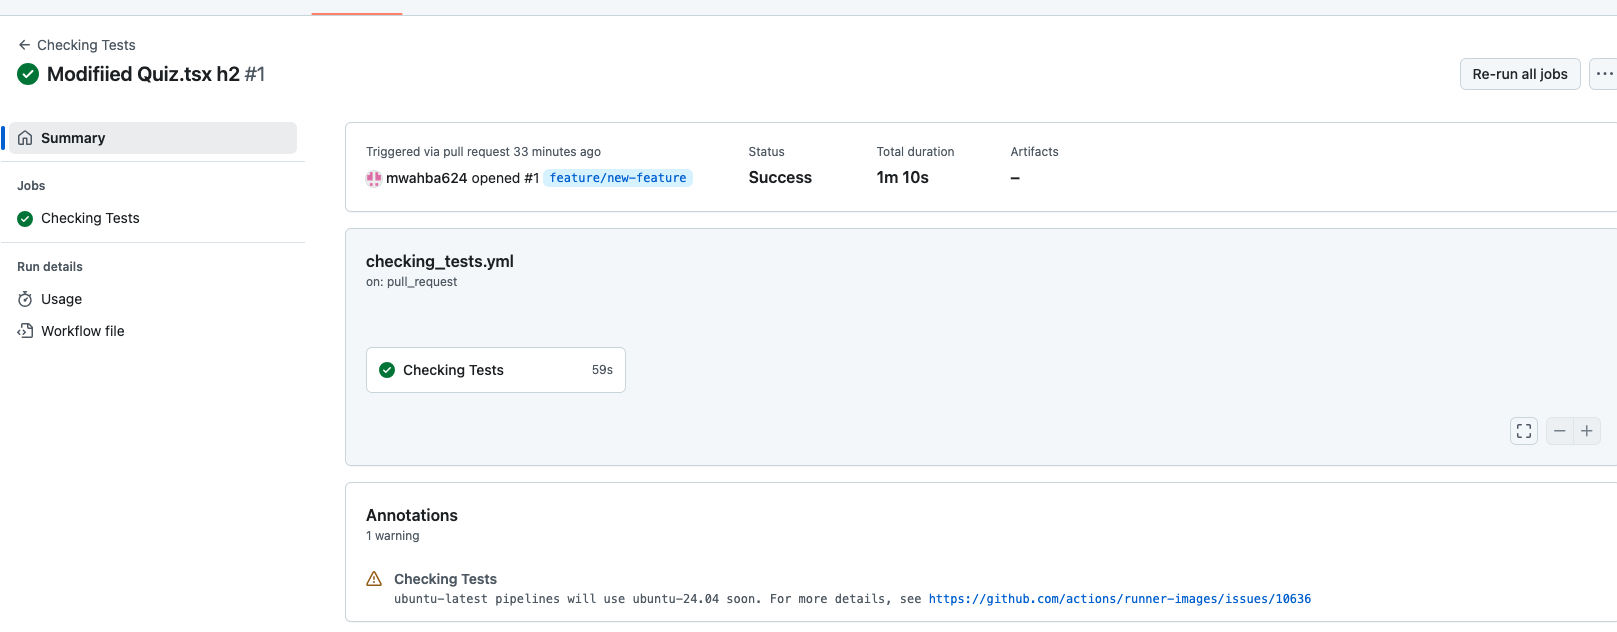 Checking Tests
Modifiied Quiz.tsx h2 #1
Re-run all jobs
Summary
Jobs
Checking Tests
Run details
Usage
Workflow file
Triggered via pull request 33 minutes ago
mwahba624 opened #1 feature/new-feature
Status
Success
Total duration
1m 10s
Artifacts
–
checking_tests.yml
on: pull_request
Checking Tests 59s
Annotations
1 warning
Checking Tests
ubuntu-latest pipelines will use ubuntu-24.04 soon. For more details, see https://github.com/actions/runner-images/issues/10636